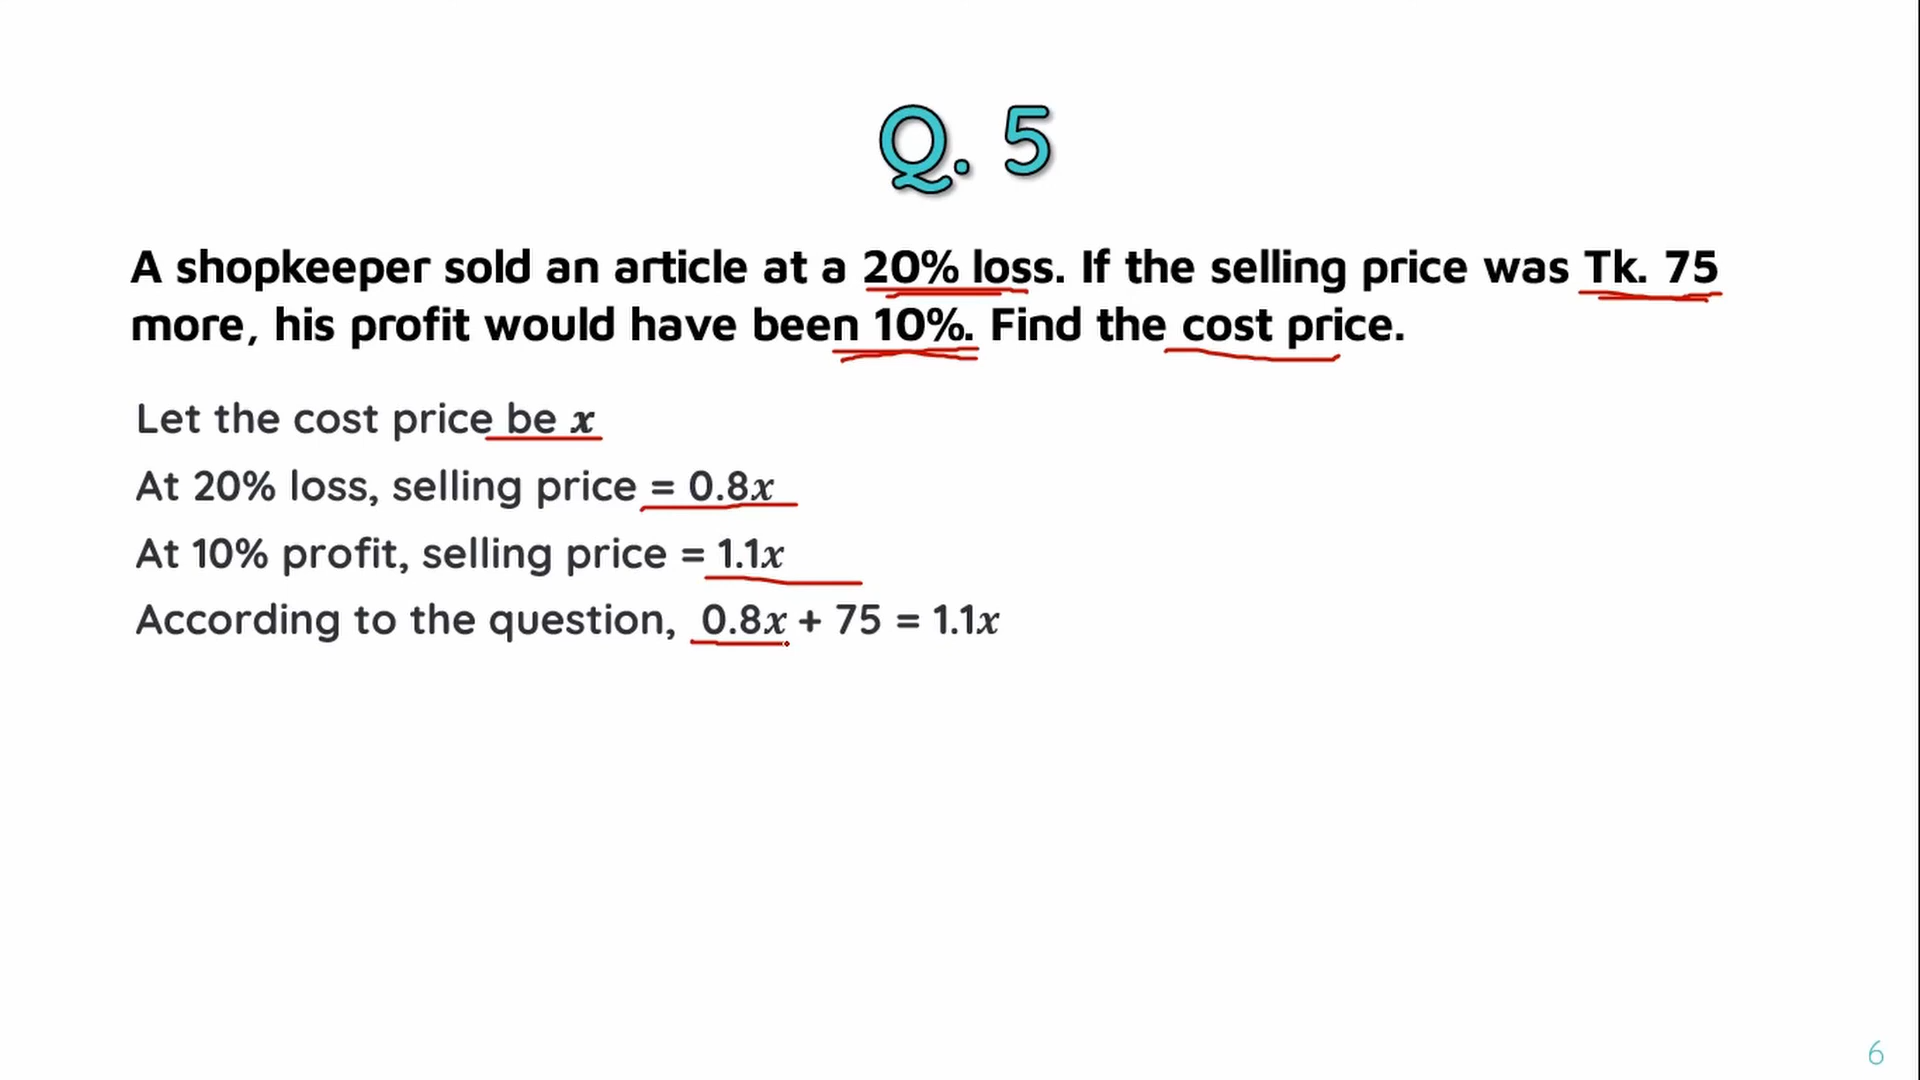 Q. 5
A shopkeeper sold an article at a 20% loss. If the selling price was Tk. 75
more, his profit would have been 10%. Find the cost price.
Let the cost price be x
At 20% loss, selling price = 0.8x
At 10% profit, selling price = 1.1x
According to the question, 0.8x + 75 = 1.1x
6